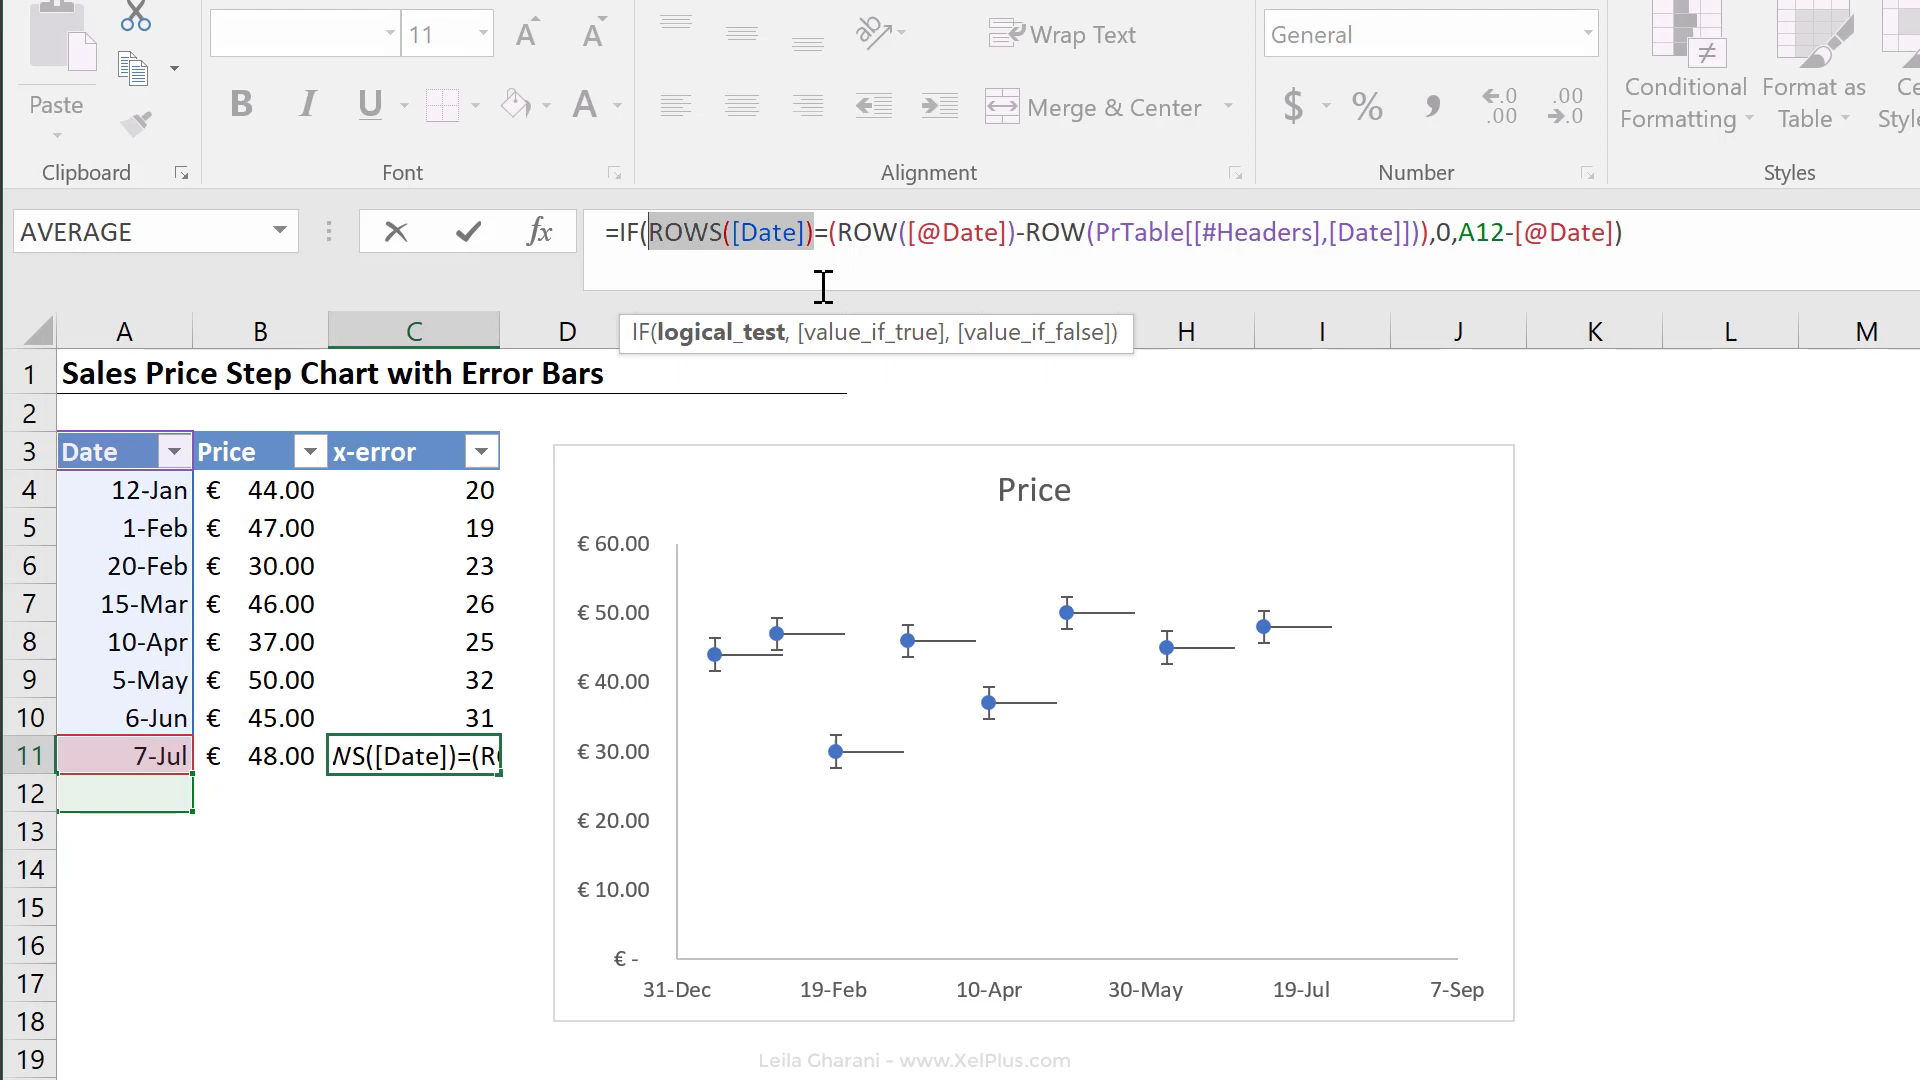 11 A A
Wrap Text
General
Paste
B I U A
Merge & Center
$ % , .0 .00 .00 .0
Conditional Formatting
Format as Table
Ce
Style
Clipboard Font Alignment Number Styles
AVERAGE
fx
=IF(ROWS([Date])=(ROW([@Date])-ROW(PrTable[[#Headers],[Date]])),0,A12-[@Date])
IF(logical_test, [value_if_true], [value_if_false])
A B C D H I J K L M
1 Sales Price Step Chart with Error Bars
2
3 Date Price x-error
4 12-Jan € 44.00 20
5 1-Feb € 47.00 19
6 20-Feb € 30.00 23
7 15-Mar € 46.00 26
8 10-Apr € 37.00 25
9 5-May € 50.00 32
10 6-Jun € 45.00 31
11 7-Jul € 48.00 WS([Date])=(R
12
13
14
15
16
17
18
19
Price
€ 60.00
€ 50.00
€ 40.00
€ 30.00
€ 20.00
€ 10.00
€ -
31-Dec 19-Feb 10-Apr 30-May 19-Jul 7-Sep
Leila Gharani - www.XelPlus.com